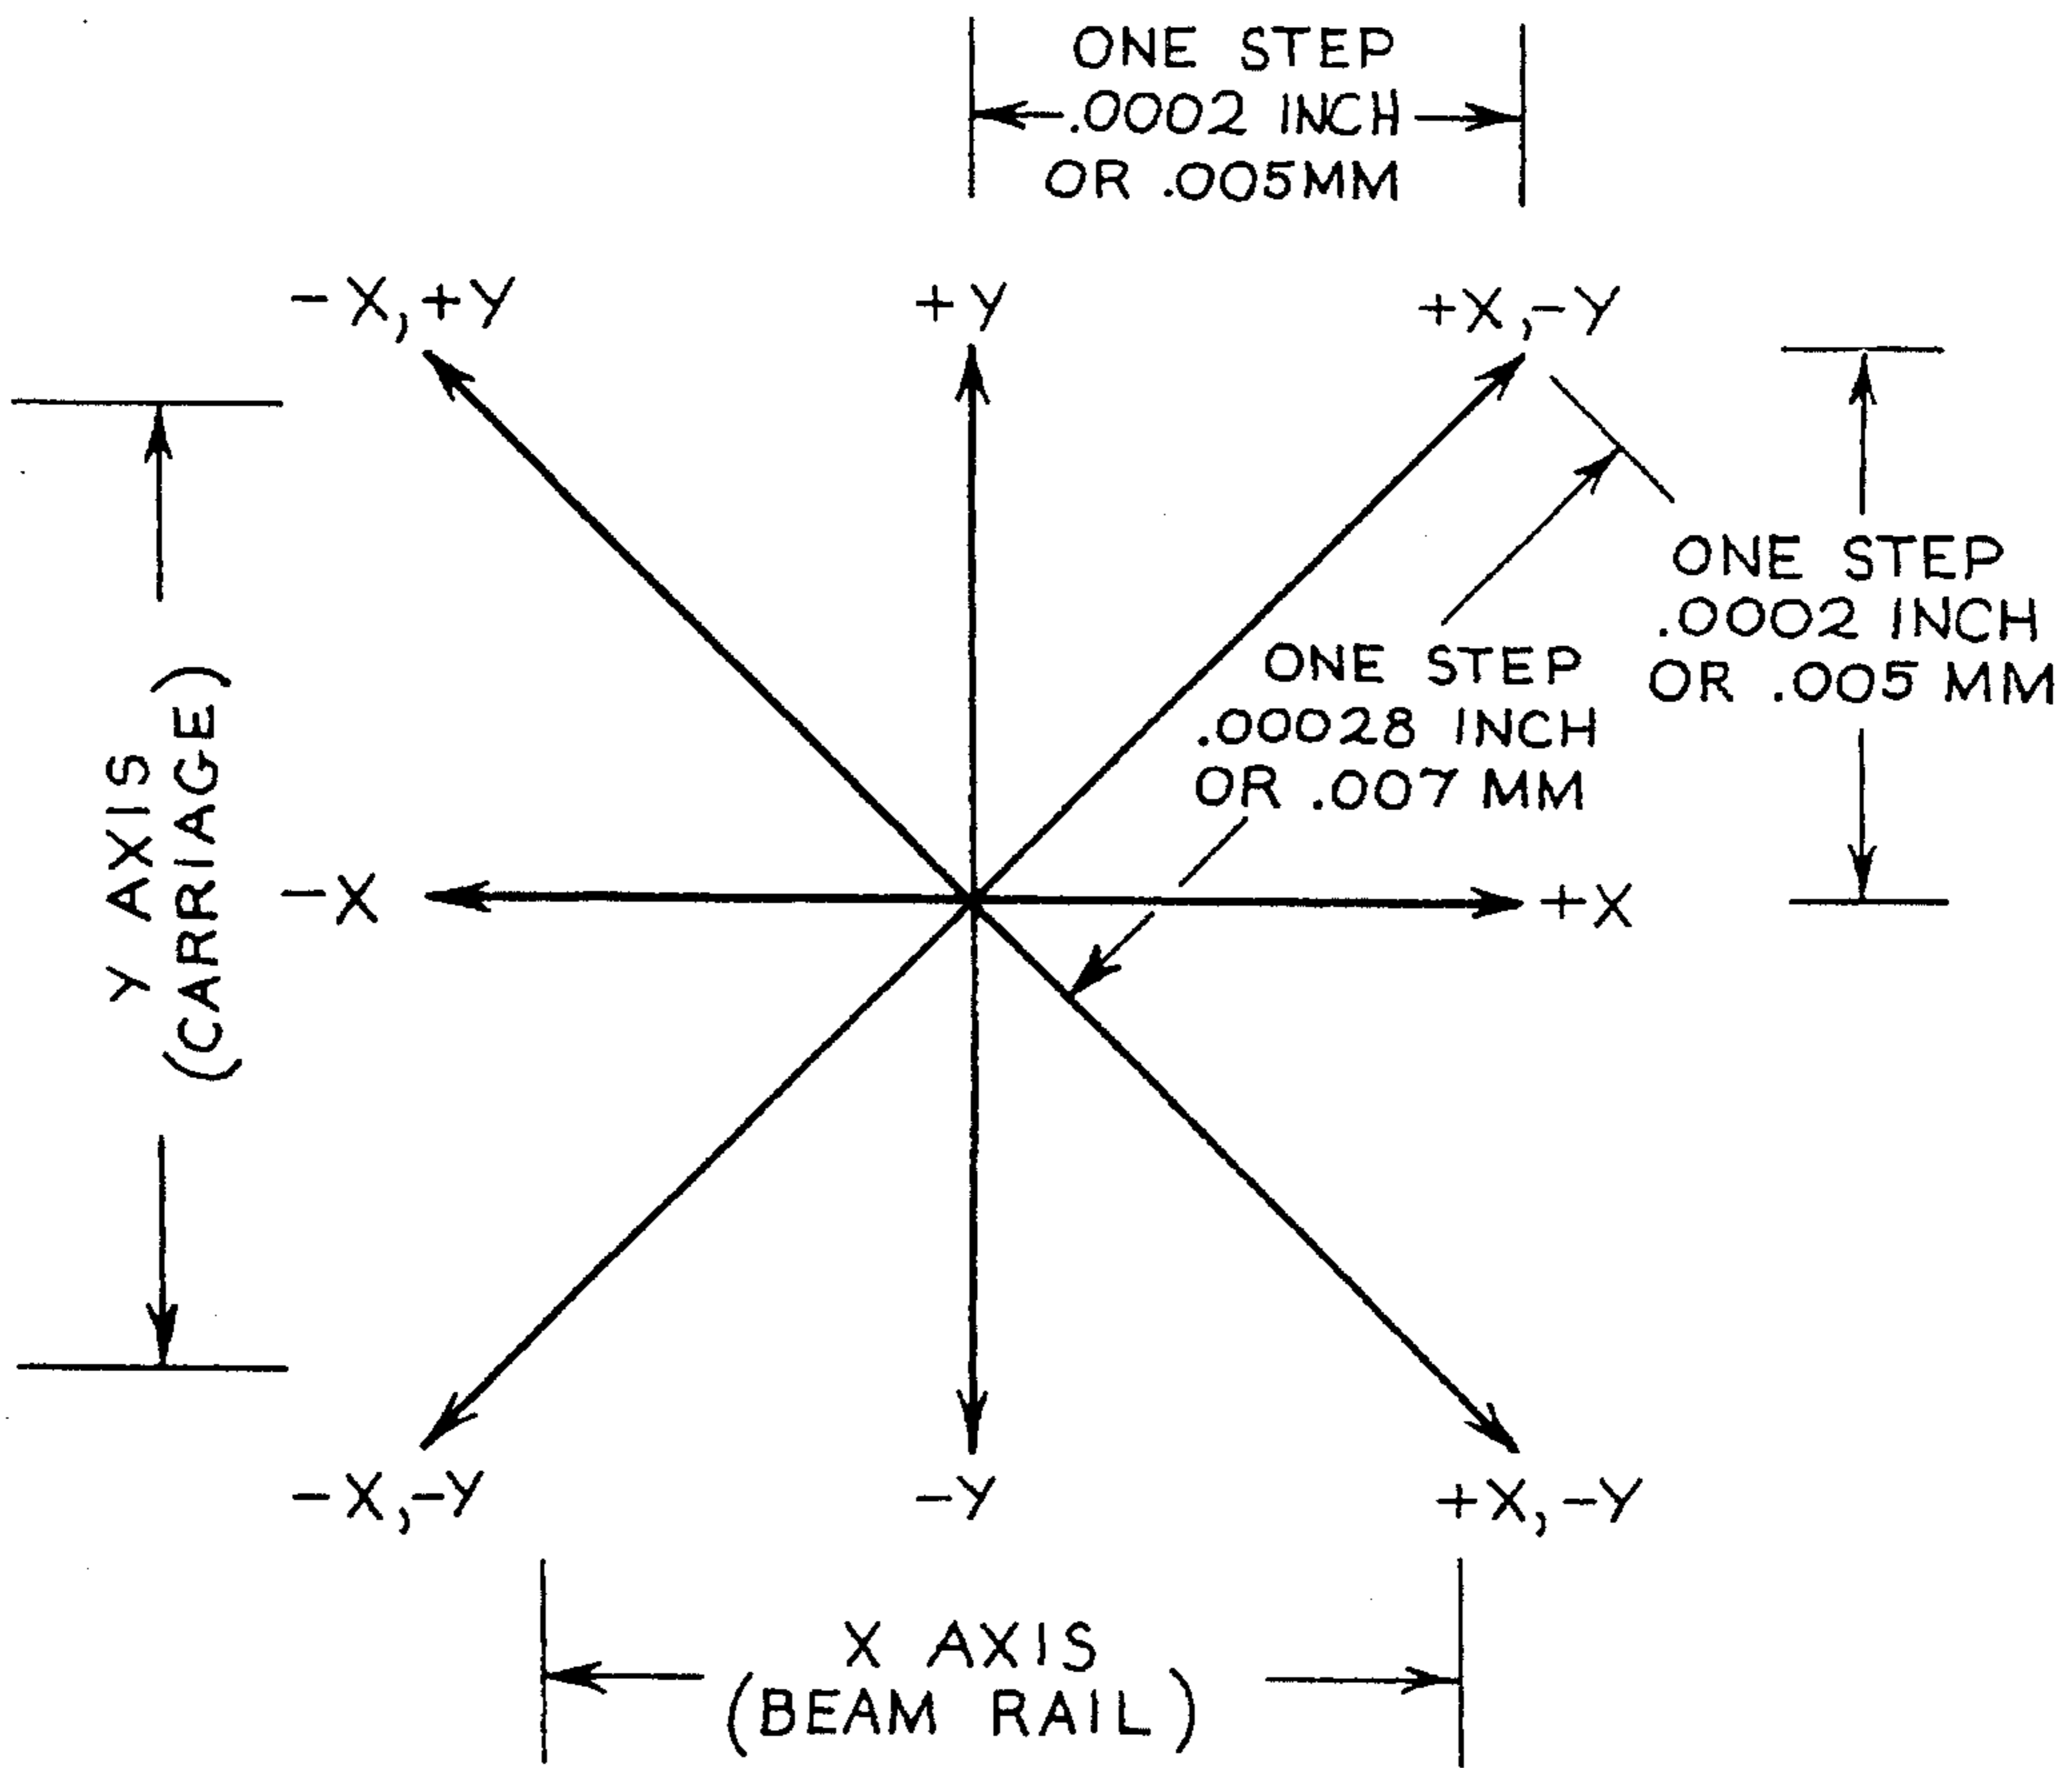 ONE STEP
.0002 INCH
OR .005MM
-X,+Y
+Y
+X,-Y
ONE STEP
.0002 INCH
OR .005 MM
ONE STEP
.00028 INCH
OR .007 MM
Y AXIS
(CARRIAGE)
-X
+X
-X,-Y
-Y
+X,-Y
X AXIS
(BEAM RAIL)